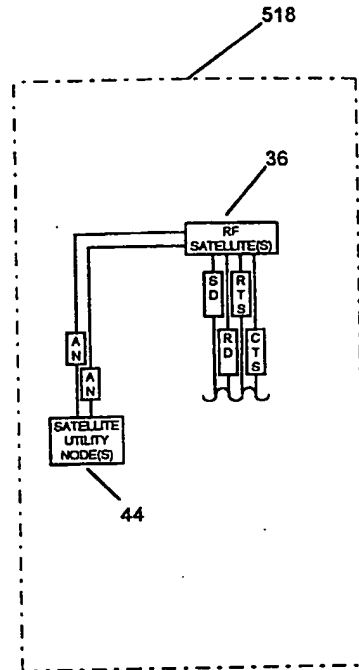 518
36
RF
SATELLITE(S)
SD
RTS
RD
CTS
AN
AN
SATELLITE
UTILITY
NODE(S)
44